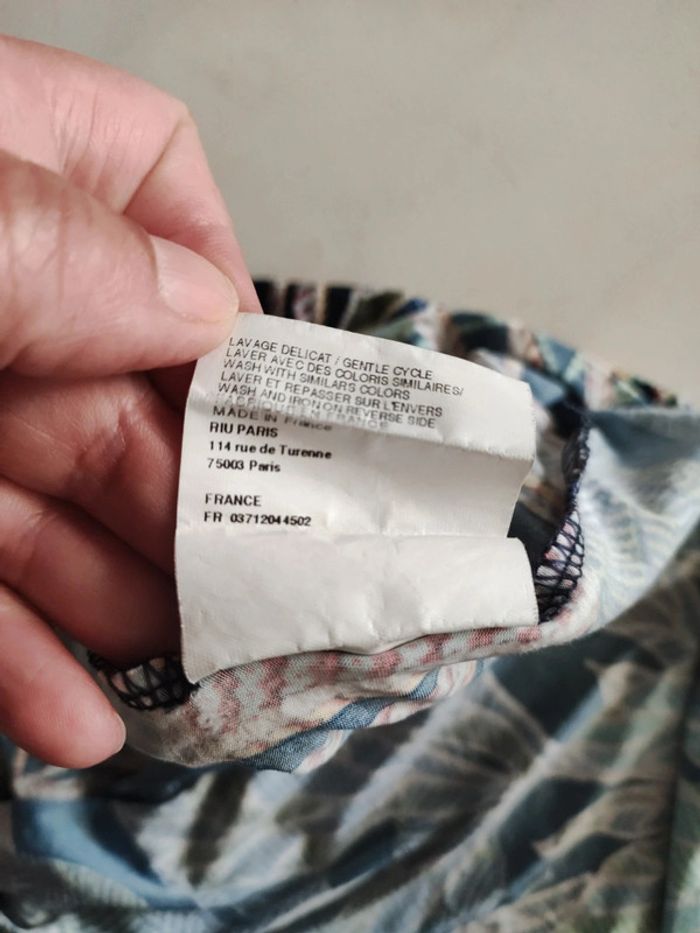 LAVAGE DELICAT / GENTLE CYCLE
LAVER AVEC DES COLORIS SIMILAIRES/
WASH WITH SIMILARS COLORS
LAVER ET REPASSER SUR L'ENVERS
WASH AND IRON ON REVERSE SIDE
MADE IN France
RIU PARIS
114 rue de Turenne
75003 Paris
FRANCE
FR 03712044502